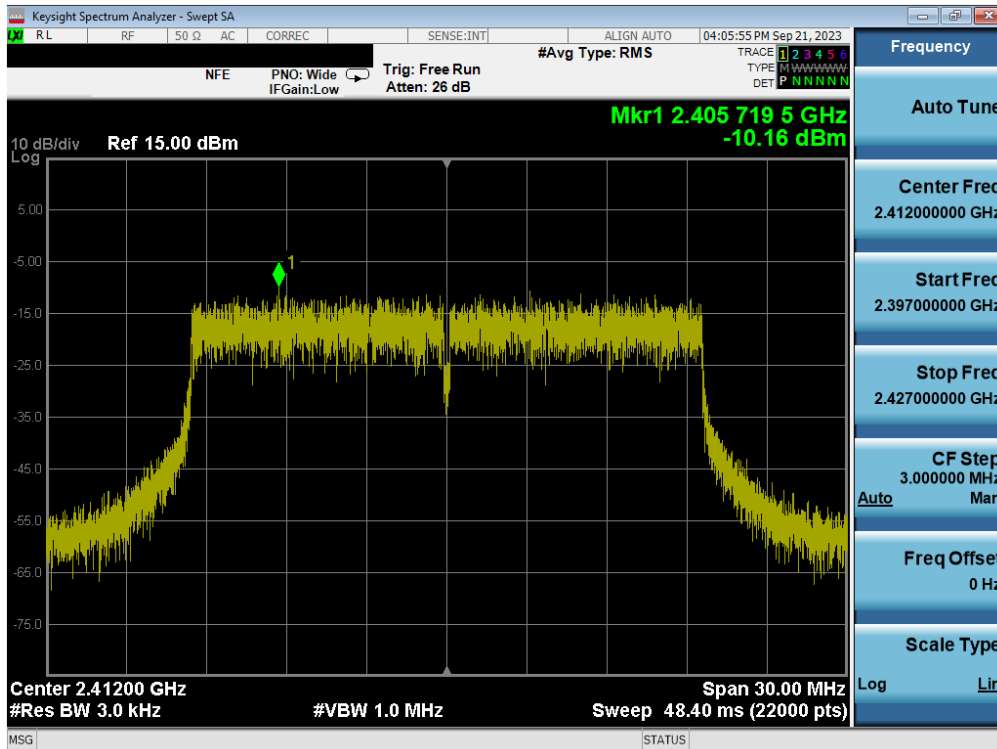 Keysight Spectrum Analyzer - Swept SA
LXI RL RF 50 Ω AC CORREC SENSE:INT ALIGN AUTO 04:05:55 PM Sep 21, 2023
#Avg Type: RMS TRACE 1 2 3 4 5 6
NFE PNO: Wide Trig: Free Run TYPE M WWWWW
IFGain:Low Atten: 26 dB DET P N N N N N
Mkr1 2.405 719 5 GHz
-10.16 dBm
10 dB/div Ref 15.00 dBm
Log
5.00
-5.00
1
-15.0
-25.0
-35.0
-45.0
-55.0
-65.0
-75.0
Center 2.41200 GHz Span 30.00 MHz
#Res BW 3.0 kHz #VBW 1.0 MHz Sweep 48.40 ms (22000 pts)
MSG STATUS
Frequency
Auto Tune
Center Freq
2.412000000 GHz
Start Freq
2.397000000 GHz
Stop Freq
2.427000000 GHz
CF Step
3.000000 MHz
Auto Man
Freq Offset
0 Hz
Scale Type
Log Lin